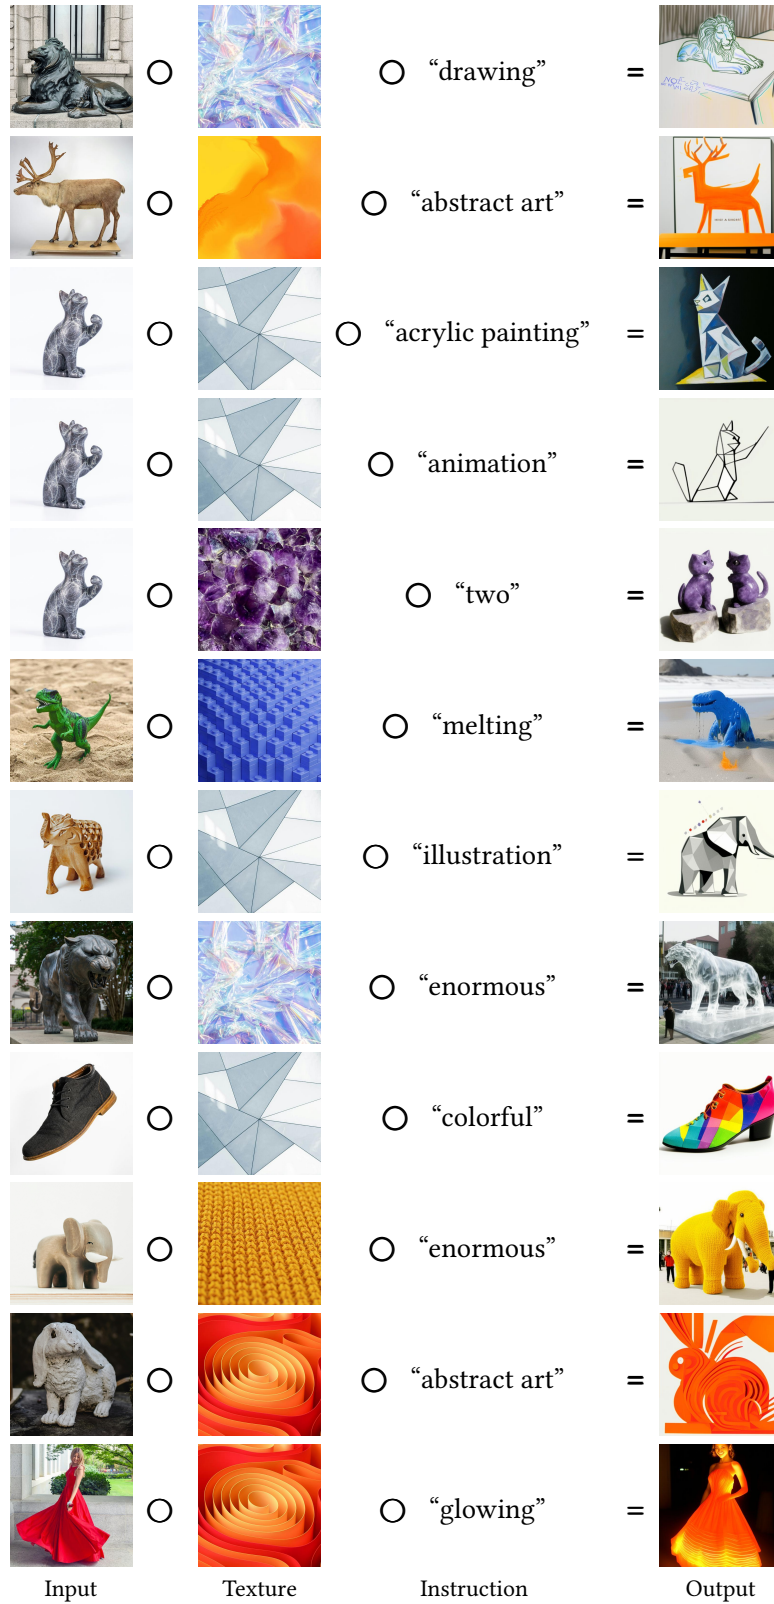 “drawing” =
“abstract art” =
“acrylic painting” =
“animation” =
“two” =
“melting” =
“illustration” =
“enormous” =
“colorful” =
“enormous” =
“abstract art” =
“glowing” =
Input Texture Instruction Output